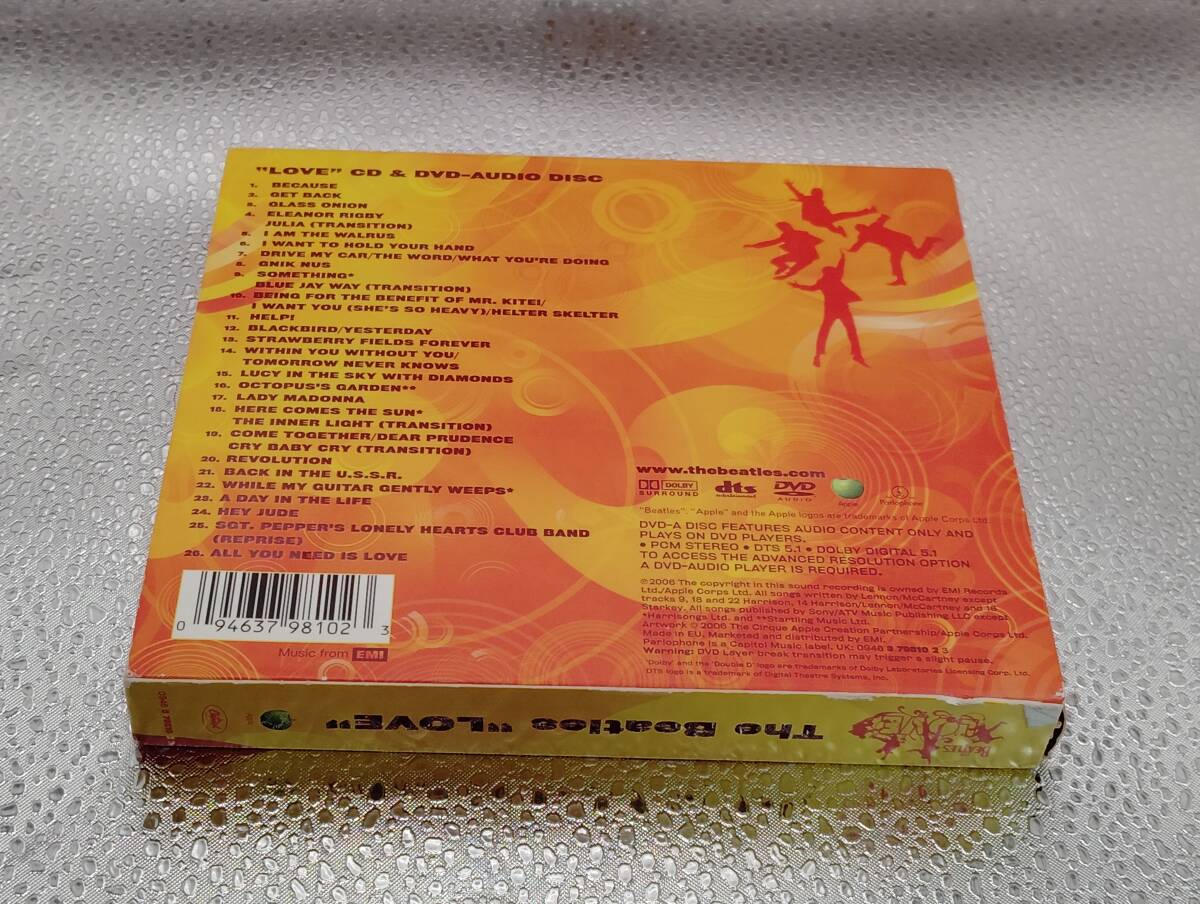 "LOVE" CD & DVD-AUDIO DISC
1. BECAUSE
2. GET BACK
3. GLASS ONION
4. ELEANOR RIGBY
JULIA (TRANSITION)
5. I AM THE WALRUS
6. I WANT TO HOLD YOUR HAND
7. DRIVE MY CAR/THE WORD/WHAT YOU'RE DOING
8. GNIK NUS
9. SOMETHING*
BLUE JAY WAY (TRANSITION)
10. BEING FOR THE BENEFIT OF MR. KITE!/
I WANT YOU (SHE'S SO HEAVY)/HELTER SKELTER
11. HELP!
12. BLACKBIRD/YESTERDAY
13. STRAWBERRY FIELDS FOREVER
14. WITHIN YOU WITHOUT YOU/
TOMORROW NEVER KNOWS
15. LUCY IN THE SKY WITH DIAMONDS
16. OCTOPUS'S GARDEN**
17. LADY MADONNA
18. HERE COMES THE SUN*
THE INNER LIGHT (TRANSITION)
19. COME TOGETHER/DEAR PRUDENCE
CRY BABY CRY (TRANSITION)
20. REVOLUTION
21. BACK IN THE U.S.S.R.
22. WHILE MY GUITAR GENTLY WEEPS*
23. A DAY IN THE LIFE
24. HEY JUDE
25. SGT. PEPPER'S LONELY HEARTS CLUB BAND
(REPRISE)
26. ALL YOU NEED IS LOVE
0 94637 98102 3
Music from EMI
www.thebeatles.com
DOLBY SURROUND dts DVD AUDIO Apple Parlophone
"Beatles", "Apple" and the Apple logos are trademarks of Apple Corps Ltd.
DVD-A DISC FEATURES AUDIO CONTENT ONLY AND
PLAYS ON DVD PLAYERS.
• PCM STEREO • DTS 5.1 • DOLBY DIGITAL 5.1
TO ACCESS THE ADVANCED RESOLUTION OPTION
A DVD-AUDIO PLAYER IS REQUIRED.
©2006 The copyright in this sound recording is owned by EMI Records
Ltd./Apple Corps Ltd. All songs written by Lennon/McCartney except
tracks 9, 18 and 22 Harrison, 14 Harrison/Lennon/McCartney and 16
Starkey. All songs published by Sony/ATV Music Publishing LLC except
*Harrisongs Ltd. and **Startling Music Ltd.
Artwork © 2006 The Cirque Apple Creation Partnership/Apple Corps Ltd.
Made in EU. Marketed and distributed by EMI.
Parlophone is a Capitol Music label. UK: 0946 3 79810 2 3
Warning: DVD Layer break transition may trigger a slight pause.
'Dolby' and the 'Double D' logo are trademarks of Dolby Laboratories Licensing Corp. Ltd.
DTS logo is a trademark of Digital Theatre Systems, Inc.
The Beatles "LOVE"
Apple
BEATLES LOVE